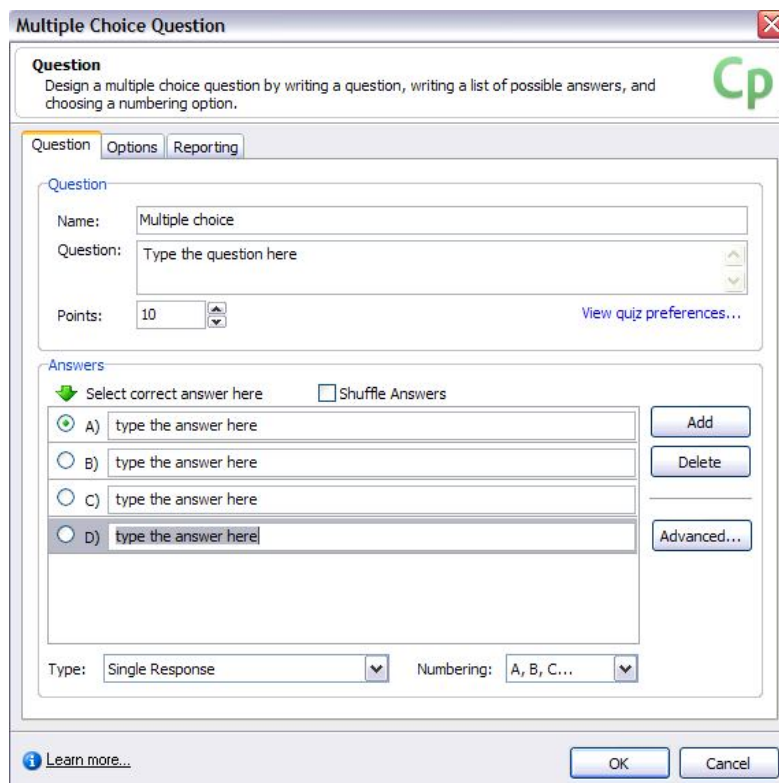 Multiple Choice Question
Question
Design a multiple choice question by writing a question, writing a list of possible answers, and
choosing a numbering option.
Cp
Question Options Reporting
Question
Name: Multiple choice
Question: Type the question here
Points: 10 View quiz preferences...
Answers
Select correct answer here Shuffle Answers
A) type the answer here Add
B) type the answer here Delete
C) type the answer here
D) type the answer here Advanced...
Type: Single Response Numbering: A, B, C...
Learn more... OK Cancel